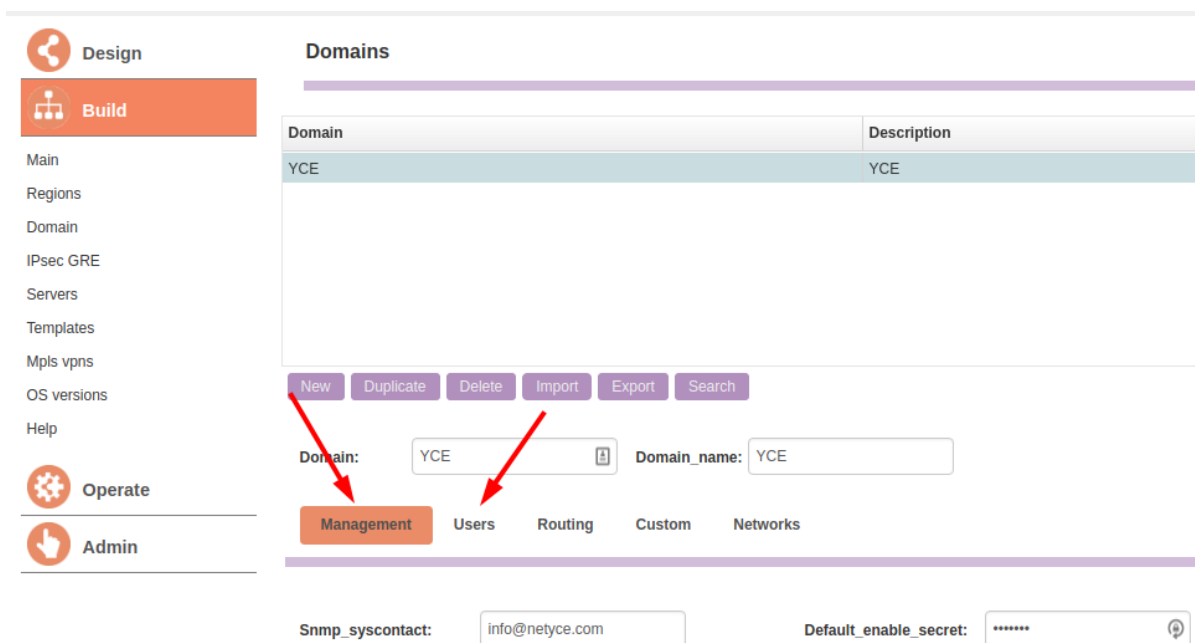 Design
Build
Main
Regions
Domain
IPsec GRE
Servers
Templates
Mpls vpns
OS versions
Help
Operate
Admin
Domains
Domain Description
YCE YCE
New Duplicate Delete Import Export Search
Domain: YCE Domain_name: YCE
Management Users Routing Custom Networks
Snmp_syscontact: info@netyce.com Default_enable_secret: •••••••